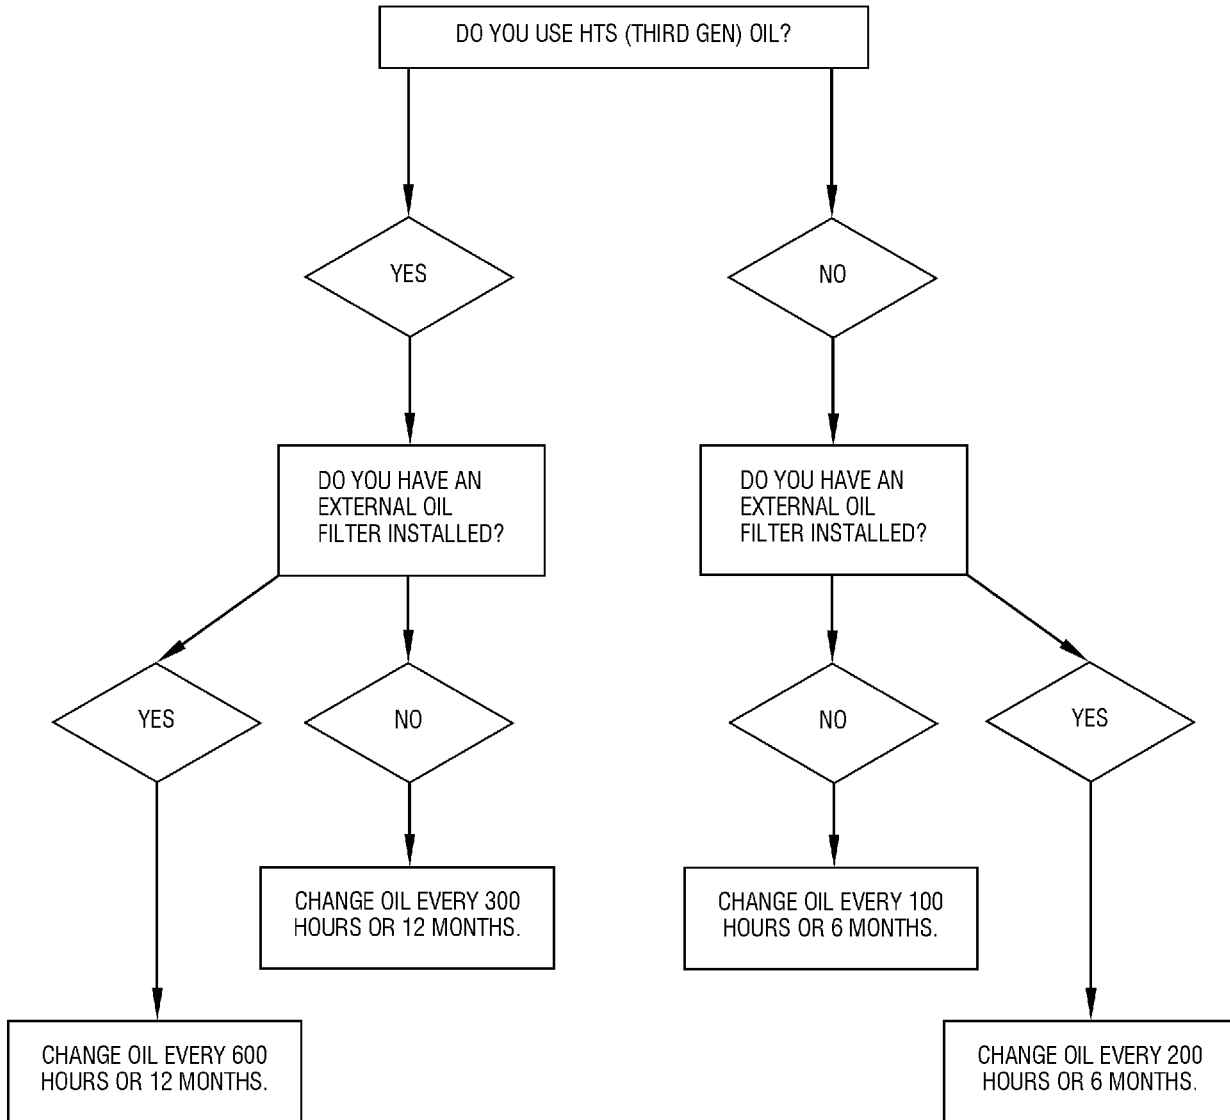 DO YOU USE HTS (THIRD GEN) OIL?
YES
NO
DO YOU HAVE AN
EXTERNAL OIL
FILTER INSTALLED?
DO YOU HAVE AN
EXTERNAL OIL
FILTER INSTALLED?
YES
NO
NO
YES
CHANGE OIL EVERY 300
HOURS OR 12 MONTHS.
CHANGE OIL EVERY 100
HOURS OR 6 MONTHS.
CHANGE OIL EVERY 600
HOURS OR 12 MONTHS.
CHANGE OIL EVERY 200
HOURS OR 6 MONTHS.